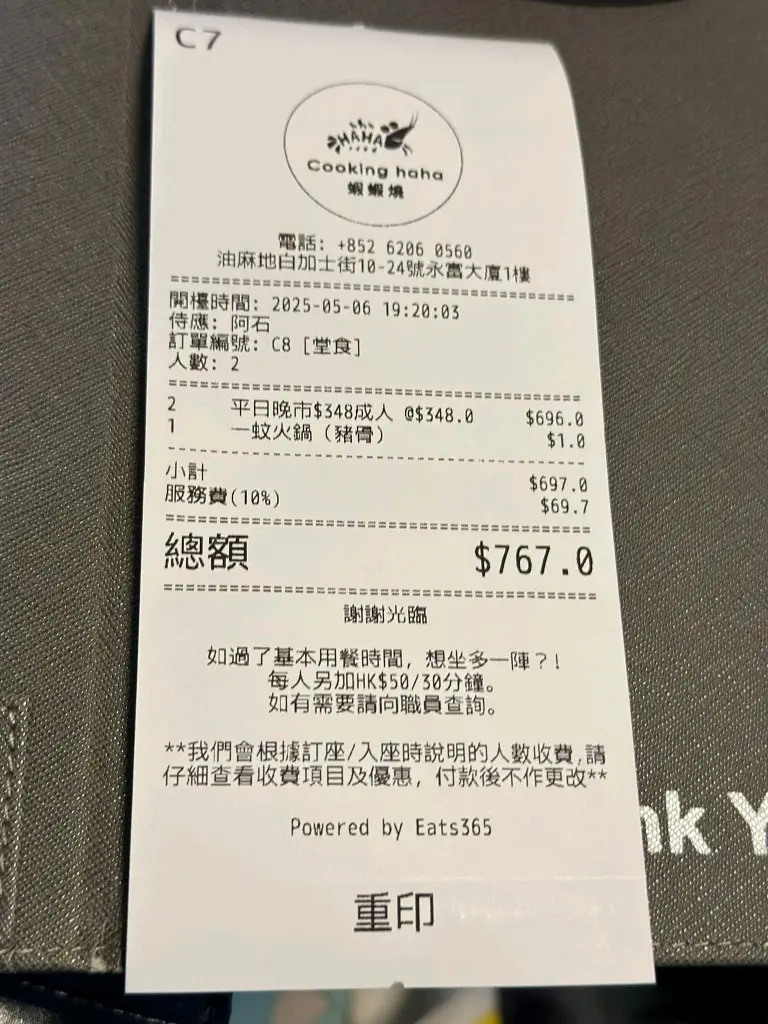 C7
HAHA
Cooking haha
蝦蝦燒
電話: +852 6206 0560
油麻地白加士街10-24號永富大廈1樓
開檯時間: 2025-05-06 19:20:03
侍應: 阿石
訂單編號: C8 [堂食]
人數: 2
2 平日晚市$348成人 @$348.0 $696.0
1 一蚊火鍋（豬骨） $1.0
小計 $697.0
服務費(10%) $69.7
總額 $767.0
謝謝光臨
如過了基本用餐時間, 想坐多一陣？!
每人另加HK$50/30分鐘。
如有需要請向職員查詢。
**我們會根據訂座/入座時說明的人數收費,請
仔細查看收費項目及優惠, 付款後不作更改**
Powered by Eats365
重印
nk Y